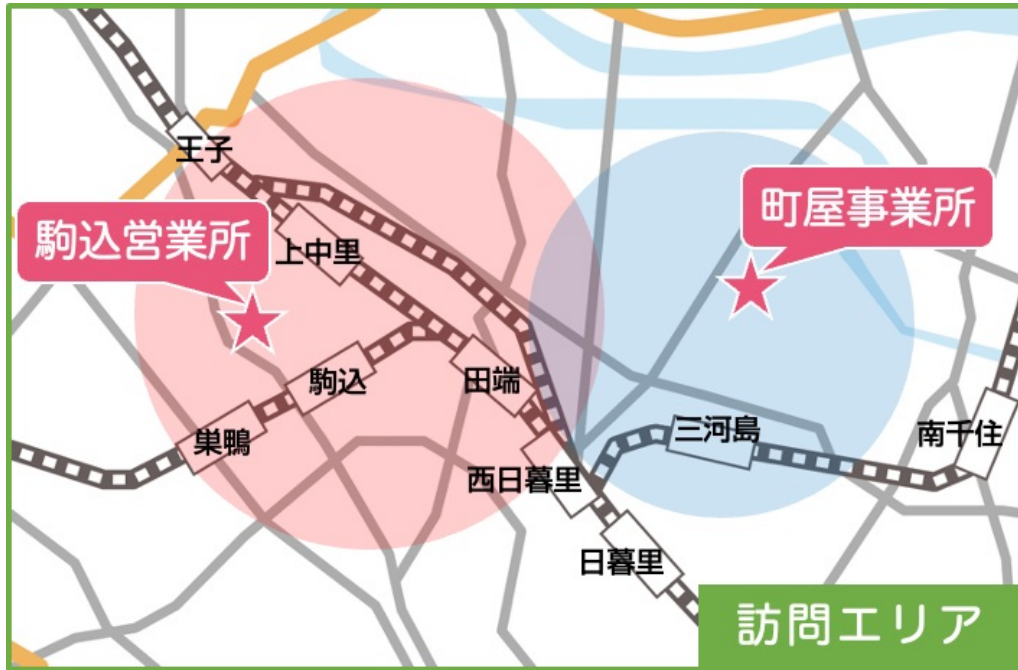 王子
町屋事業所
駒込営業所
上中里
駒込
田端
巣鴨
三河島
南千住
西日暮里
日暮里
訪問エリア